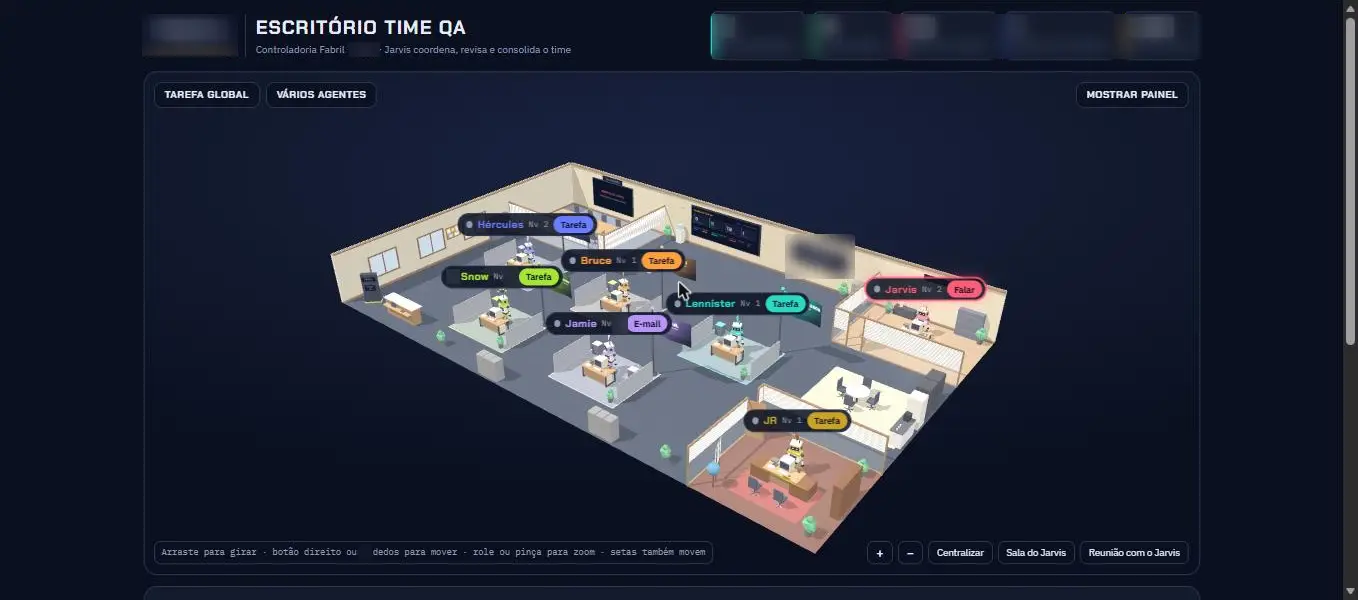 ESCRITÓRIO TIME QA
Controladoria Fabril · Jarvis coordena, revisa e consolida o time
TAREFA GLOBAL
VÁRIOS AGENTES
MOSTRAR PAINEL
Hércules Nv 2 Tarefa
Bruce Nv 1 Tarefa
Snow Nv Tarefa
Jarvis Nv 2 Falar
Lennister Nv 1 Tarefa
Jamie Nv E-mail
JR Nv 1 Tarefa
Arraste para girar · botão direito ou dedos para mover · role ou pinça para zoom · setas também movem
+
−
Centralizar
Sala do Jarvis
Reunião com o Jarvis